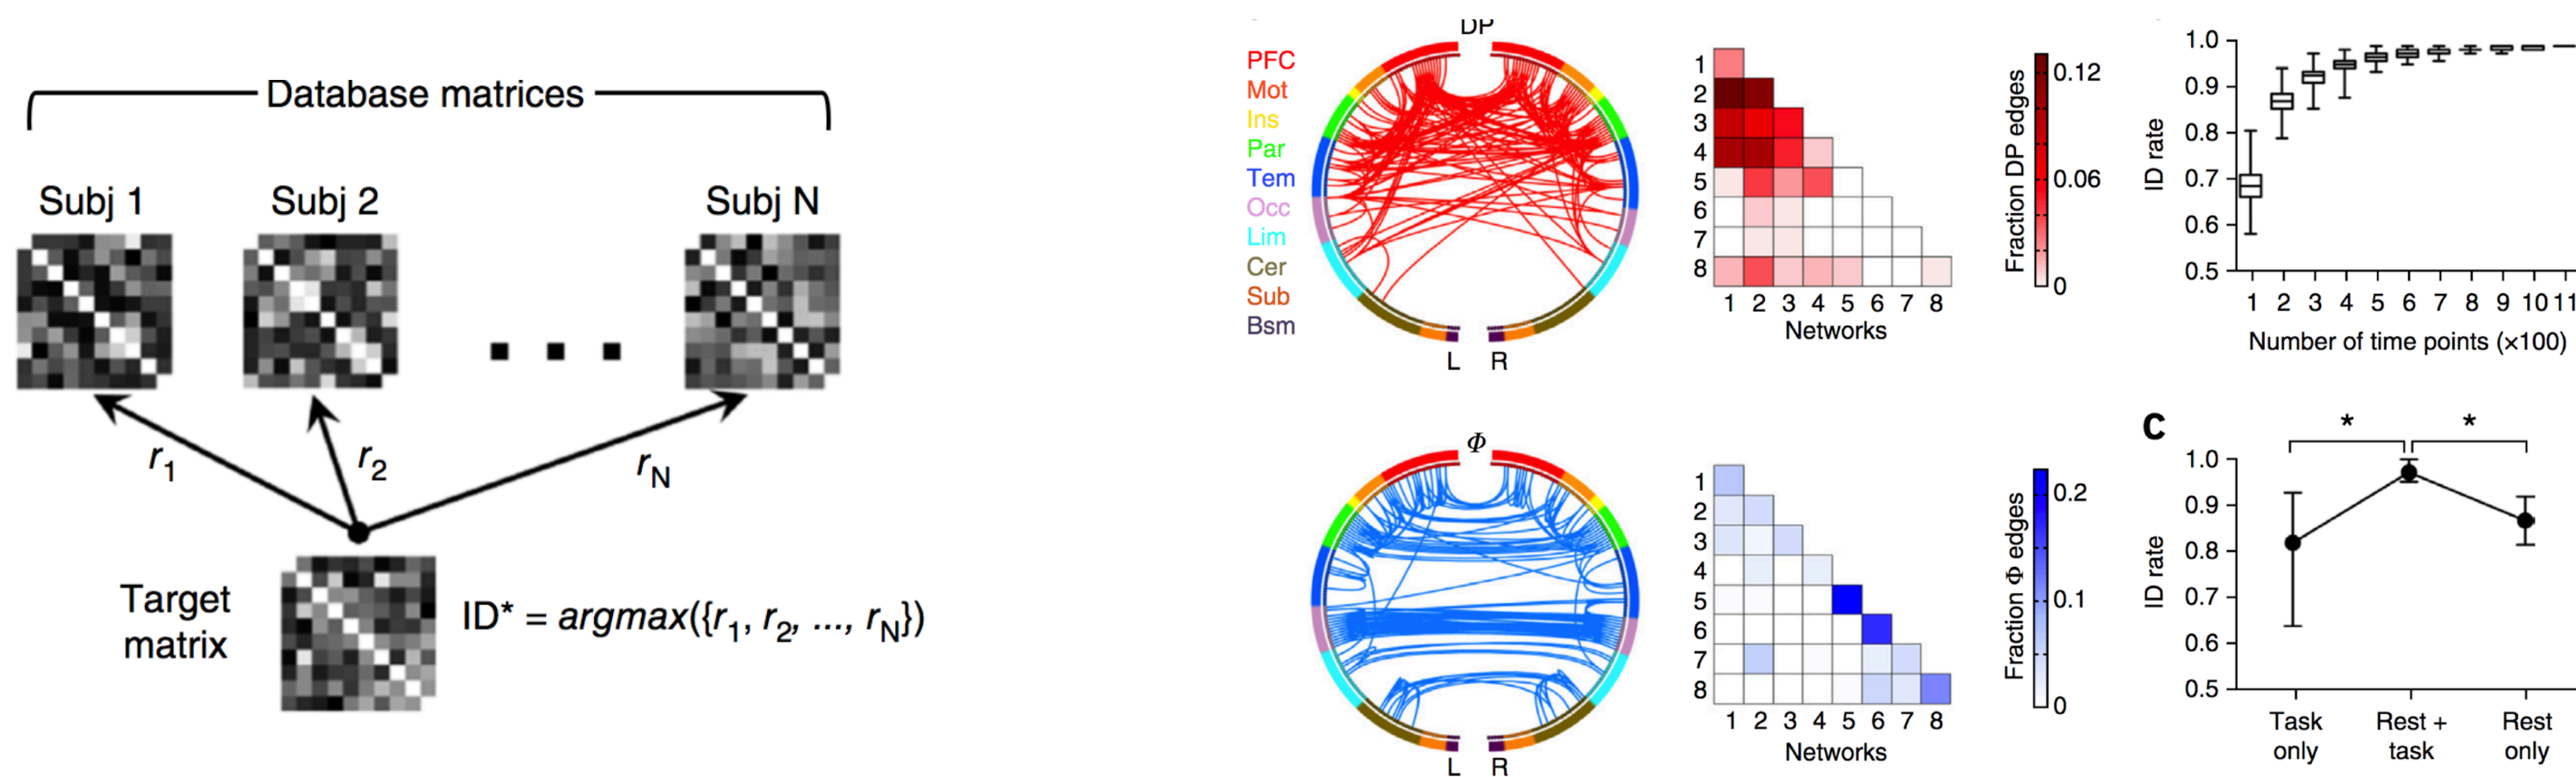 Database matrices
Subj 1
Subj 2
Subj N
r1
r2
rN
Target
matrix
ID* = argmax({r1, r2, ..., rN})
DP
PFC
Mot
Ins
Par
Tem
Occ
Lim
Cer
Sub
Bsm
L R
1
2
3
4
5
6
7
8
1 2 3 4 5 6 7 8
Networks
0.12
0.06
0
Fraction DP edges
1.0
0.9
0.8
0.7
0.6
0.5
ID rate
1 2 3 4 5 6 7 8 9 10 11
Number of time points (×100)
Φ
L R
1
2
3
4
5
6
7
8
1 2 3 4 5 6 7 8
Networks
0.2
0.1
0
Fraction Φ edges
c
* *
1.0
0.9
0.8
0.7
0.6
0.5
ID rate
Task
only
Rest +
task
Rest
only